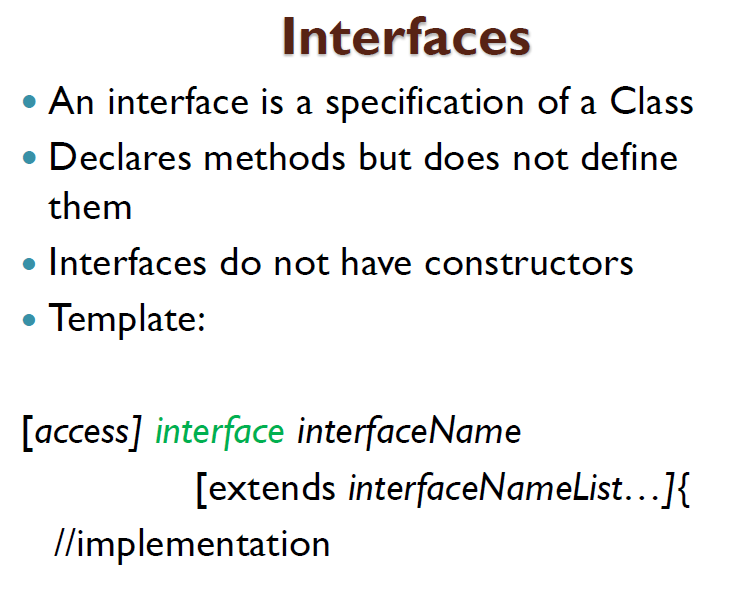 Interfaces
• An interface is a specification of a Class
• Declares methods but does not define
them
• Interfaces do not have constructors
• Template:
[access] interface interfaceName
[extends interfaceNameList…]{
//implementation